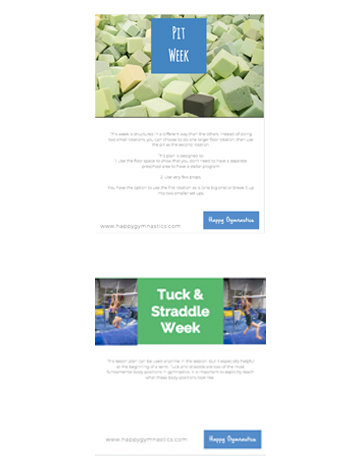 PIT
WEEK
This week is structured in a different way than the others. Instead of doing
two small rotations you can choose to do one larger floor rotation, then use
the pit as the second rotation.
This plan is designed to:
1. Use the floor space to show that you don't need to have a separate
preschool area to have a stellar program.
2. Use very few props.
You have the option to use the first rotation as a (one big one) or break it up
into two smaller set ups.
www.happygymnastics.com
Happy Gymnastics
Tuck &
Straddle
Week
This lesson plan can be used anytime in the session, but is especially helpful
at the beginning of a term. Tuck and straddle are two of the most
fundamental body positions in gymnastics. It is important to explicitly teach
what these body positions look like.
www.happygymnastics.com
Happy Gymnastics